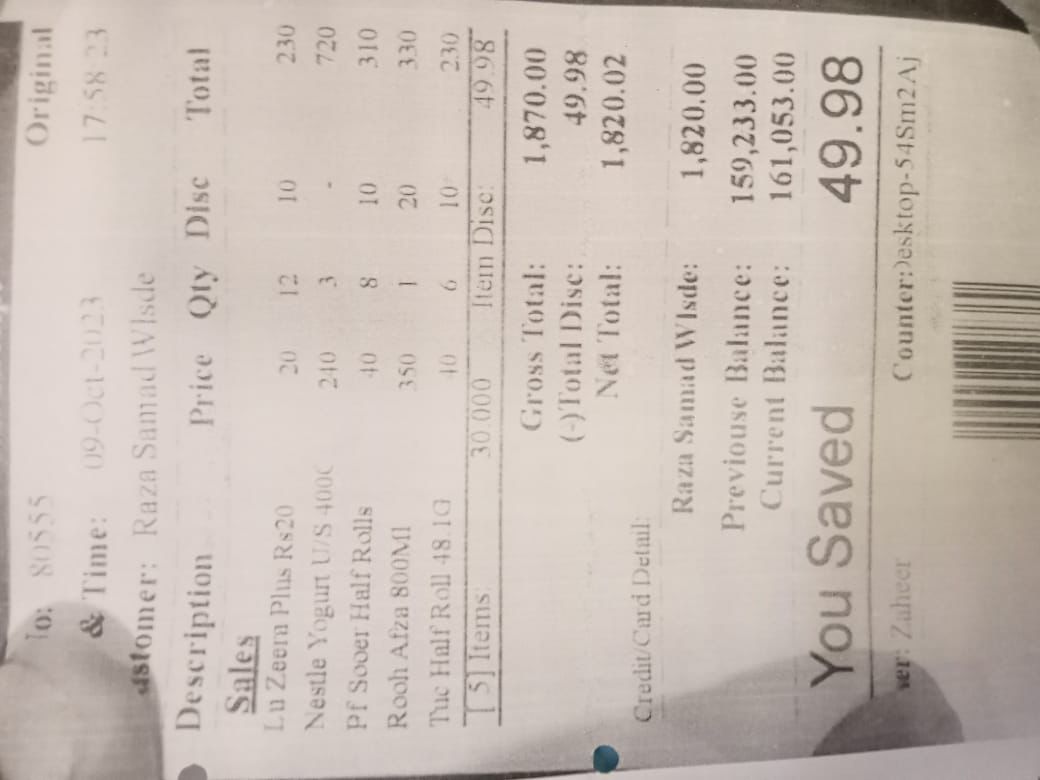 No: 80555 Original
& Time: 09-Oct-2023 17:58 23
ustomer: Raza Samad Wlsde
Description Price Qty Disc Total
Sales
Lu Zeera Plus Rs20 20 12 10 230
Nestle Yogurt U/S 400G 240 3 - 720
Pf Sooer Half Rolls 40 8 10 310
Rooh Afza 800Ml 350 1 20 330
Tuc Half Roll 48.1G 40 6 10 230
[ 5] Items: 30.000 Item Disc: 49.98
Gross Total: 1,870.00
(-)Total Disc: 49.98
Net Total: 1,820.02
Credit/Card Detail:
Raza Samad Wlsde: 1,820.00
Previouse Balance: 159,233.00
Current Balance: 161,053.00
You Saved 49.98
ver: Zaheer Counter:Desktop-54Sm2Aj